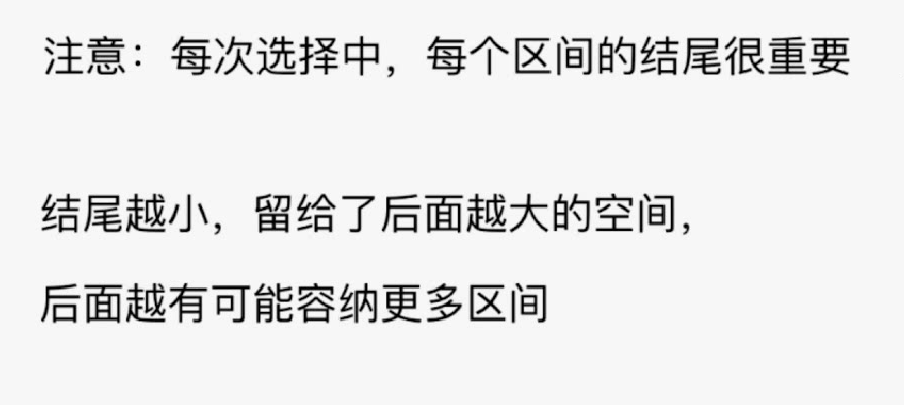 注意：每次选择中，每个区间的结尾很重要
结尾越小，留给了后面越大的空间，
后面越有可能容纳更多区间